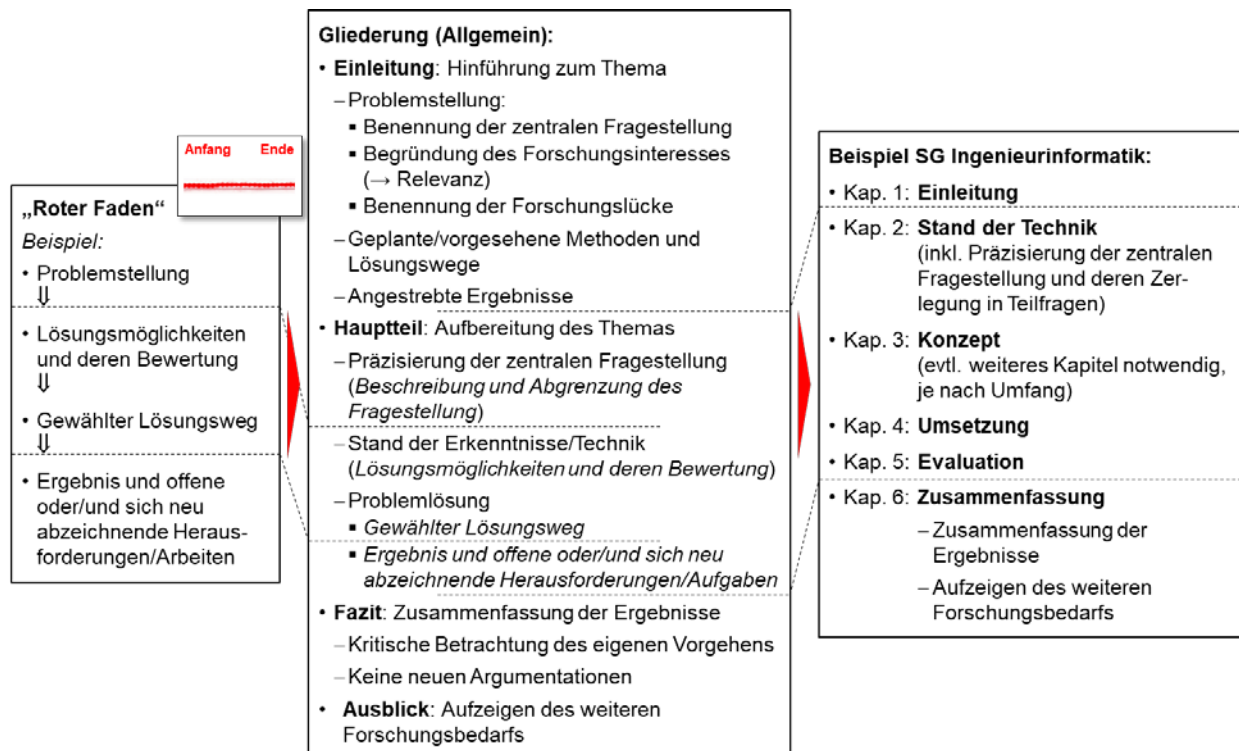 Anfang Ende
„Roter Faden“
Beispiel:
• Problemstellung
⇓
• Lösungsmöglichkeiten
und deren Bewertung
⇓
• Gewählter Lösungsweg
⇓
• Ergebnis und offene
oder/und sich neu
abzeichnende Heraus-
forderungen/Arbeiten
Gliederung (Allgemein):
• Einleitung: Hinführung zum Thema
– Problemstellung:
▪ Benennung der zentralen Fragestellung
▪ Begründung des Forschungsinteresses
(→ Relevanz)
▪ Benennung der Forschungslücke
– Geplante/vorgesehene Methoden und
Lösungswege
– Angestrebte Ergebnisse
• Hauptteil: Aufbereitung des Themas
– Präzisierung der zentralen Fragestellung
(Beschreibung und Abgrenzung des
Fragestellung)
– Stand der Erkenntnisse/Technik
(Lösungsmöglichkeiten und deren Bewertung)
– Problemlösung
▪ Gewählter Lösungsweg
▪ Ergebnis und offene oder/und sich neu
abzeichnende Herausforderungen/Aufgaben
• Fazit: Zusammenfassung der Ergebnisse
– Kritische Betrachtung des eigenen Vorgehens
– Keine neuen Argumentationen
• Ausblick: Aufzeigen des weiteren
Forschungsbedarfs
Beispiel SG Ingenieurinformatik:
• Kap. 1: Einleitung
• Kap. 2: Stand der Technik
(inkl. Präzisierung der zentralen
Fragestellung und deren Zer-
legung in Teilfragen)
• Kap. 3: Konzept
(evtl. weiteres Kapitel notwendig,
je nach Umfang)
• Kap. 4: Umsetzung
• Kap. 5: Evaluation
• Kap. 6: Zusammenfassung
– Zusammenfassung der
Ergebnisse
– Aufzeigen des weiteren
Forschungsbedarfs